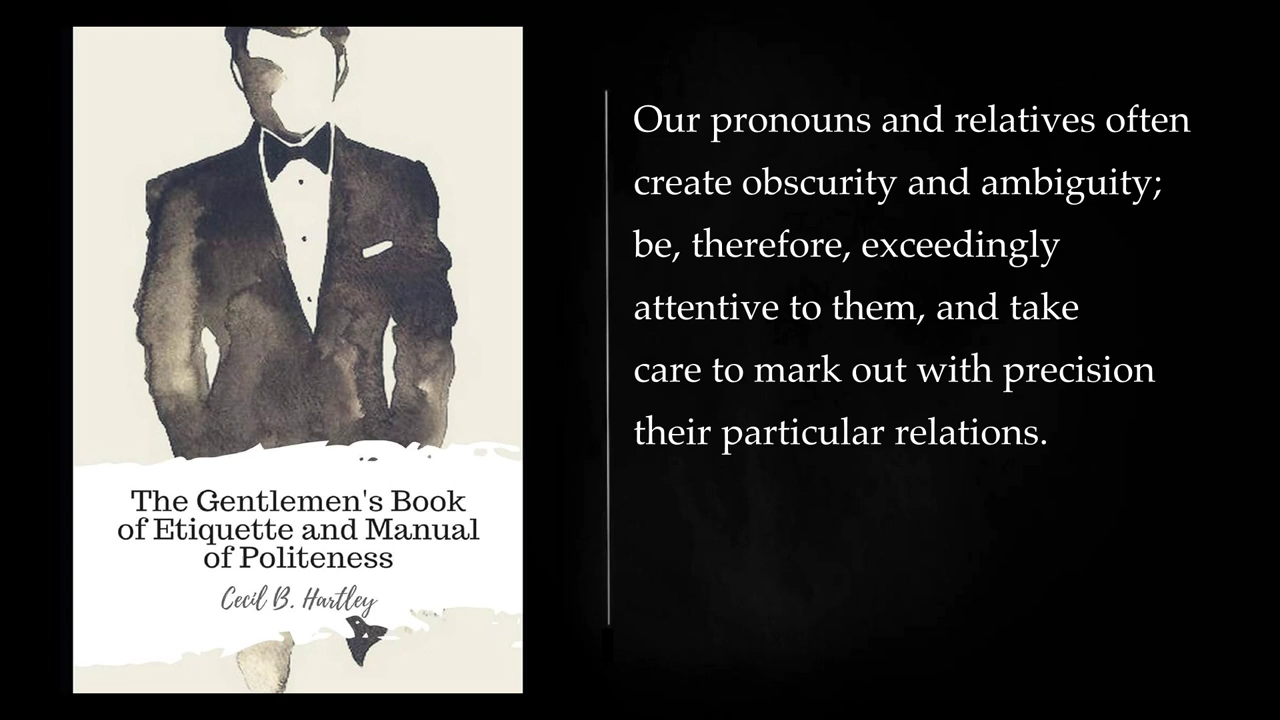 The Gentlemen's Book
of Etiquette and Manual
of Politeness
Cecil B. Hartley
Our pronouns and relatives often
create obscurity and ambiguity;
be, therefore, exceedingly
attentive to them, and take
care to mark out with precision
their particular relations.